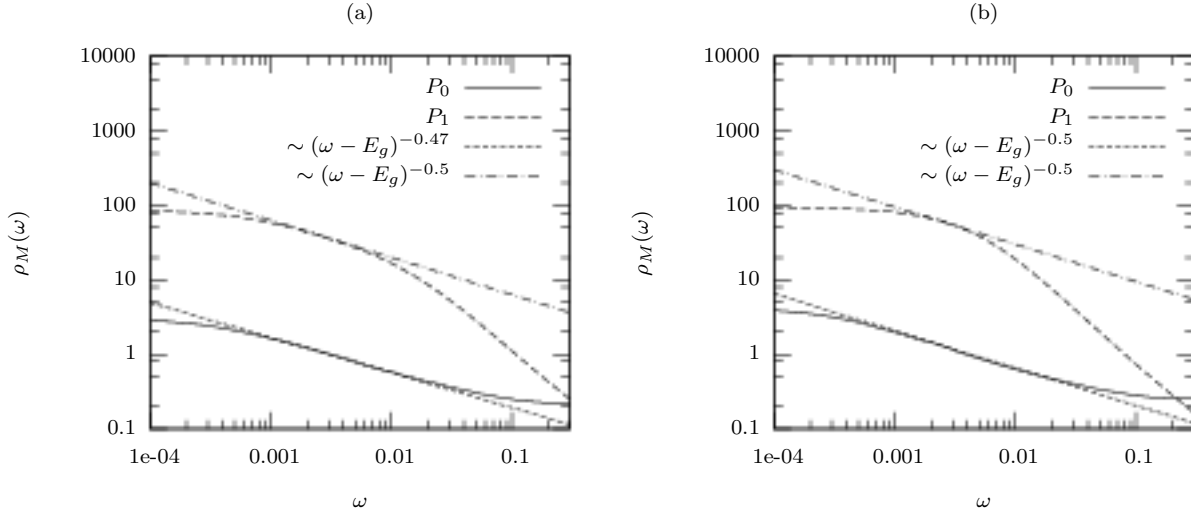 (a)
10000
1000
100
10
1
0.1
ρ_M(ω)
P_0
P_1
∼ (ω − E_g)^{−0.47}
∼ (ω − E_g)^{−0.5}
1e-04 0.001 0.01 0.1
ω
(b)
10000
1000
100
10
1
0.1
ρ_M(ω)
P_0
P_1
∼ (ω − E_g)^{−0.5}
∼ (ω − E_g)^{−0.5}
1e-04 0.001 0.01 0.1
ω